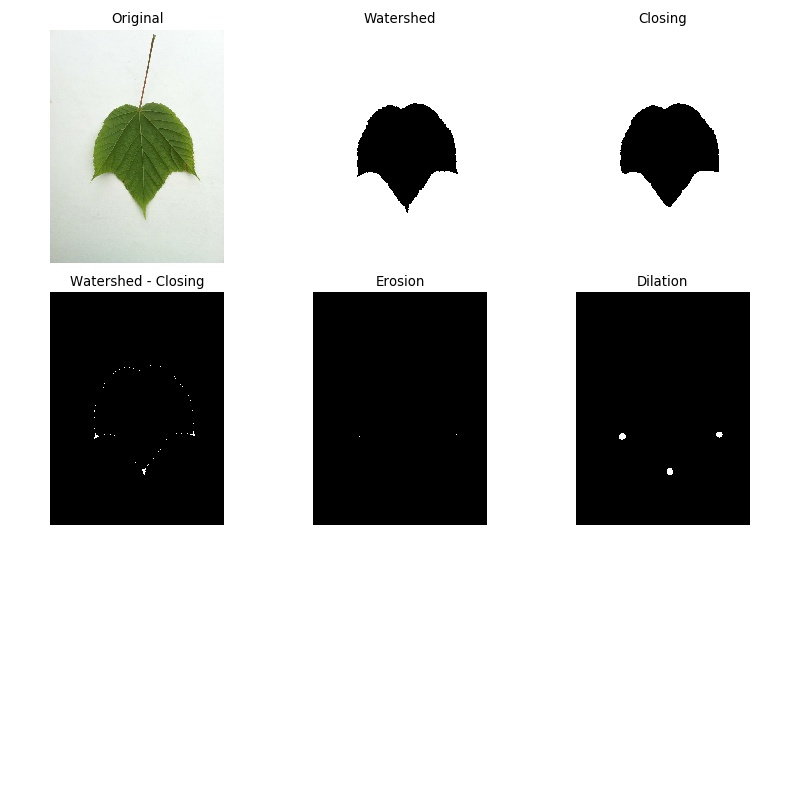 Original
Watershed
Closing
Watershed - Closing
Erosion
Dilation